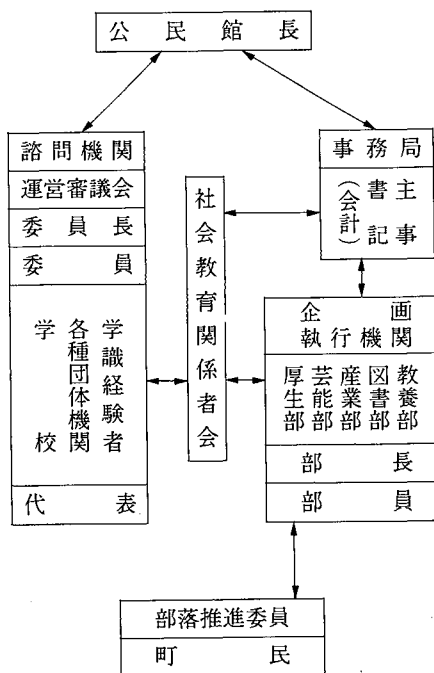 公民館長
諮問機関
運営審議会
委員長
委員
学識経験者
各種団体機関
学校
代表
社会教育関係者会
事務局
主事
書記
(会計)
企画
執行機関
教養部
図書部
産業部
芸能部
厚生部
部長
部員
部落推進委員
町民